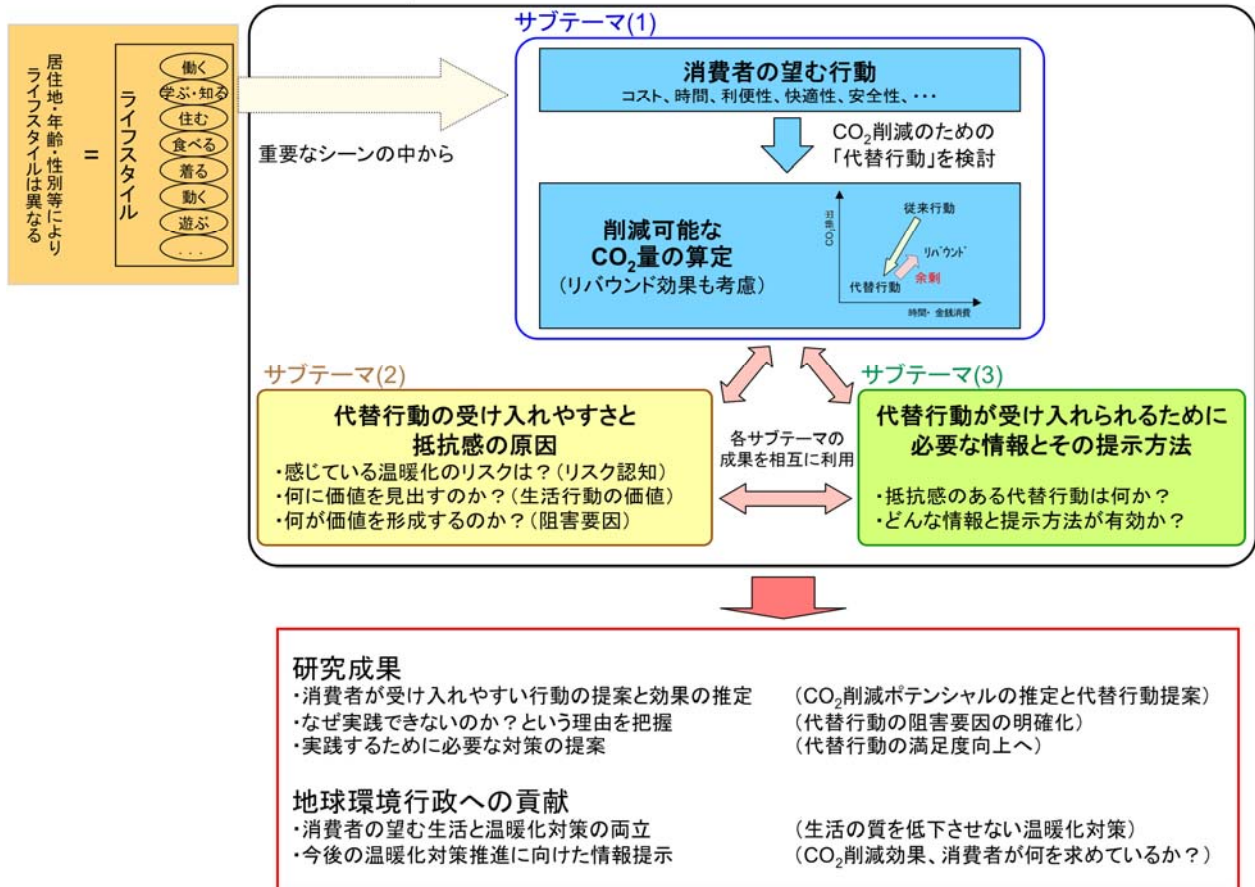 居住地・年齢・性別等により
ライフスタイルは異なる
=
ライフスタイル
働く
学ぶ・知る
住む
食べる
着る
動く
遊ぶ
...
重要なシーンの中から
サブテーマ(1)
消費者の望む行動
コスト、時間、利便性、快適性、安全性、・・・
CO₂削減のための
「代替行動」を検討
削減可能な
CO₂量の算定
(リバウンド効果も考慮)
CO₂排出
従来行動
リバウンド
余剰
代替行動
時間・金銭消費
サブテーマ(2)
代替行動の受け入れやすさと
抵抗感の原因
・感じている温暖化のリスクは？(リスク認知)
・何に価値を見出すのか？(生活行動の価値)
・何が価値を形成するのか？(阻害要因)
各サブテーマの
成果を相互に利用
サブテーマ(3)
代替行動が受け入れられるために
必要な情報とその提示方法
・抵抗感のある代替行動は何か？
・どんな情報と提示方法が有効か？
研究成果
・消費者が受け入れやすい行動の提案と効果の推定 (CO₂削減ポテンシャルの推定と代替行動提案)
・なぜ実践できないのか？という理由を把握 (代替行動の阻害要因の明確化)
・実践するために必要な対策の提案 (代替行動の満足度向上へ)
地球環境行政への貢献
・消費者の望む生活と温暖化対策の両立 (生活の質を低下させない温暖化対策)
・今後の温暖化対策推進に向けた情報提示 (CO₂削減効果、消費者が何を求めているか？)